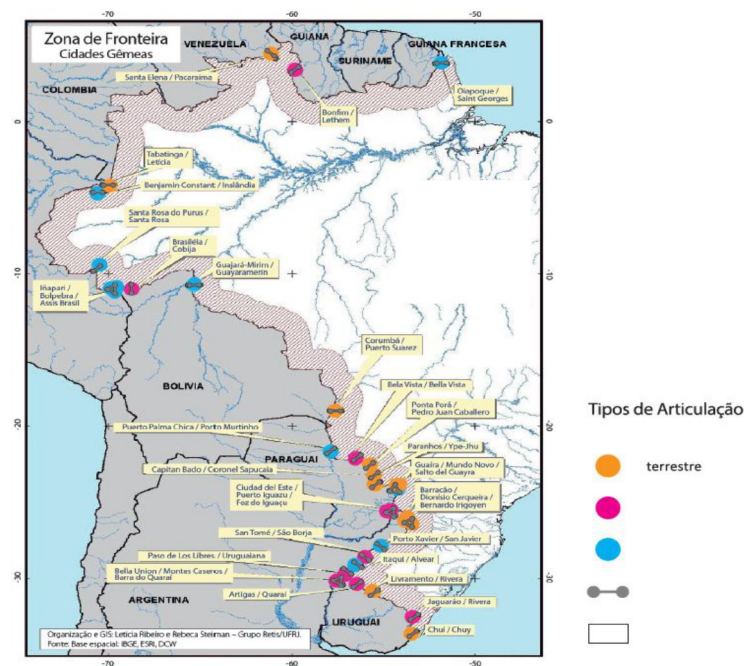 -70
-60
-50
Zona de Fronteira
Cidades Gêmeas
VENEZUELA
GUIANA
SURINAME
GUIANA FRANCESA
Santa Elena / Pacaraima
COLOMBIA
Bonfim /
Lethem
Oiapoque /
Saint Georges
0
0
Tabatinga /
Letícia
Benjamin Constant / Inslândia
Santa Rosa do Purus /
Santa Rosa
Brasiléia /
Cobija
Guajará-Mirim /
Guayaramerin
-10
-10
Iñapari /
Bolpebra /
Assis Brasil
BOLIVIA
Corumbá /
Puerto Suarez
Bela Vista / Bella Vista
Ponta Porã /
Pedro Juan Caballero
Tipos de Articulação
Puerto Palma Chica / Porto Murtinho
-20
-20
PARAGUAI
Paranhos / Ype-Jhu
Capitan Bado / Coronel Sapucaia
Guaíra / Mundo Novo /
Salto del Guayra
terrestre
Ciudad del Este /
Puerto Iguazu /
Foz do Iguaçu
Barracão /
Dionísio Cerqueira /
Bernardo Irigoyen
San Tomé / São Borja
Porto Xavier / San Javier
Paso de Los Libres / Uruguaiana
Itaqui / Alvear
Bella Union / Montes Caseros /
Barra do Quaraí
Livramento / Rivera
-30
-30
Artigas / Quaraí
ARGENTINA
Jaguarão / Rivera
URUGUAI
Chuí / Chuy
Organização e GIS: Letícia Ribeiro e Rebeca Steiman – Grupo Retis/UFRJ.
Fonte: Base espacial: IBGE, ESRI, DCW
-70
-60
-50